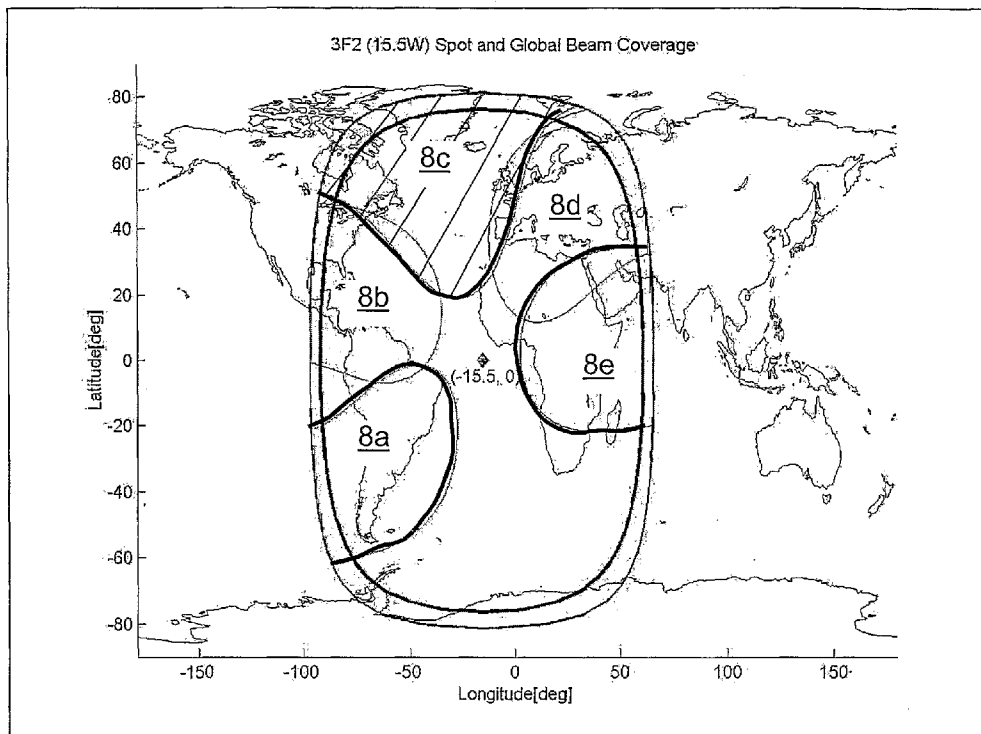 3F2 (15.5W) Spot and Global Beam Coverage
80
60
40
20
0
-20
-40
-60
-80
Latitude[deg]
8c
8d
8b
(-15.5, 0)
8e
8a
-150
-100
-50
0
50
100
150
Longitude[deg]